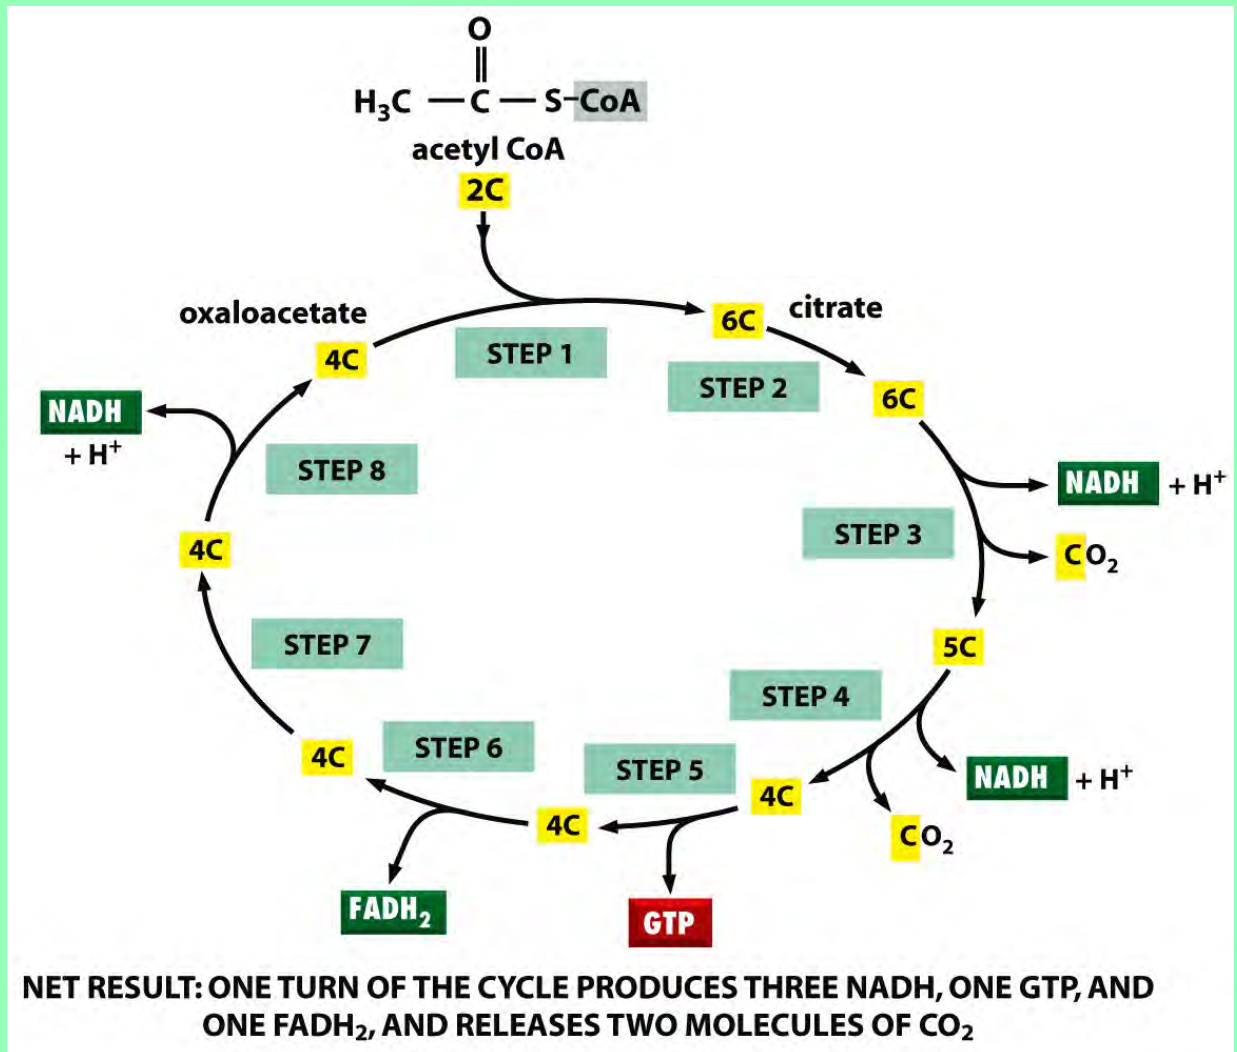 O
H₃C — C — S–CoA
acetyl CoA
2C
oxaloacetate
4C
STEP 1
6C
citrate
STEP 2
6C
NADH + H⁺
STEP 3
CO₂
5C
STEP 4
NADH + H⁺
CO₂
4C
STEP 5
GTP
4C
STEP 6
FADH₂
4C
STEP 7
4C
STEP 8
NADH
+ H⁺
NET RESULT: ONE TURN OF THE CYCLE PRODUCES THREE NADH, ONE GTP, AND
ONE FADH₂, AND RELEASES TWO MOLECULES OF CO₂